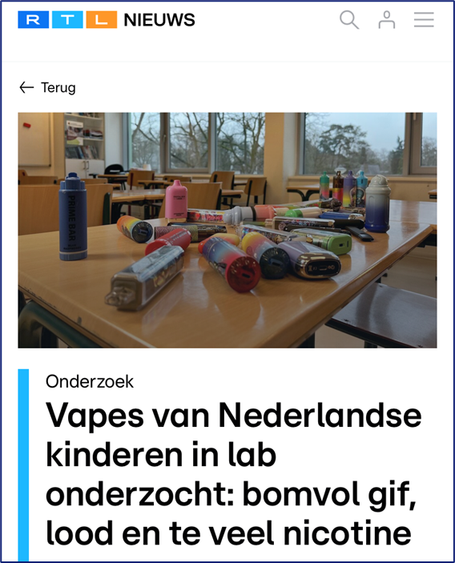 RTL NIEUWS
← Terug
Onderzoek
Vapes van Nederlandse
kinderen in lab
onderzocht: bomvol gif,
lood en te veel nicotine